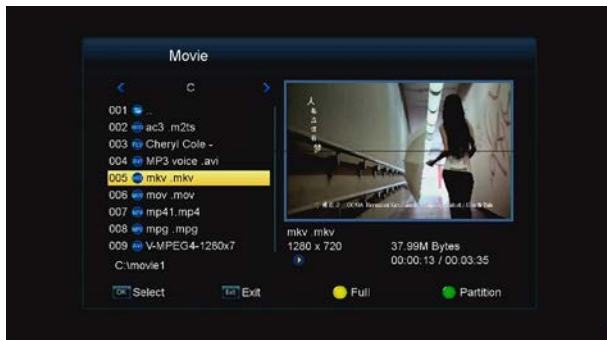 Movie
C
001 ..
002 ac3 .m2ts
003 Cheryl Cole -
004 MP3 voice .avi
005 mkv .mkv
006 mov .mov
007 mp41.mp4
008 mpg .mpg
009 V-MPEG4-1280x7
C:\movie1
mkv .mkv
1280 x 720
37.99M Bytes
00:00:13 / 00:03:35
OK Select
Exit Exit
Full
Partition